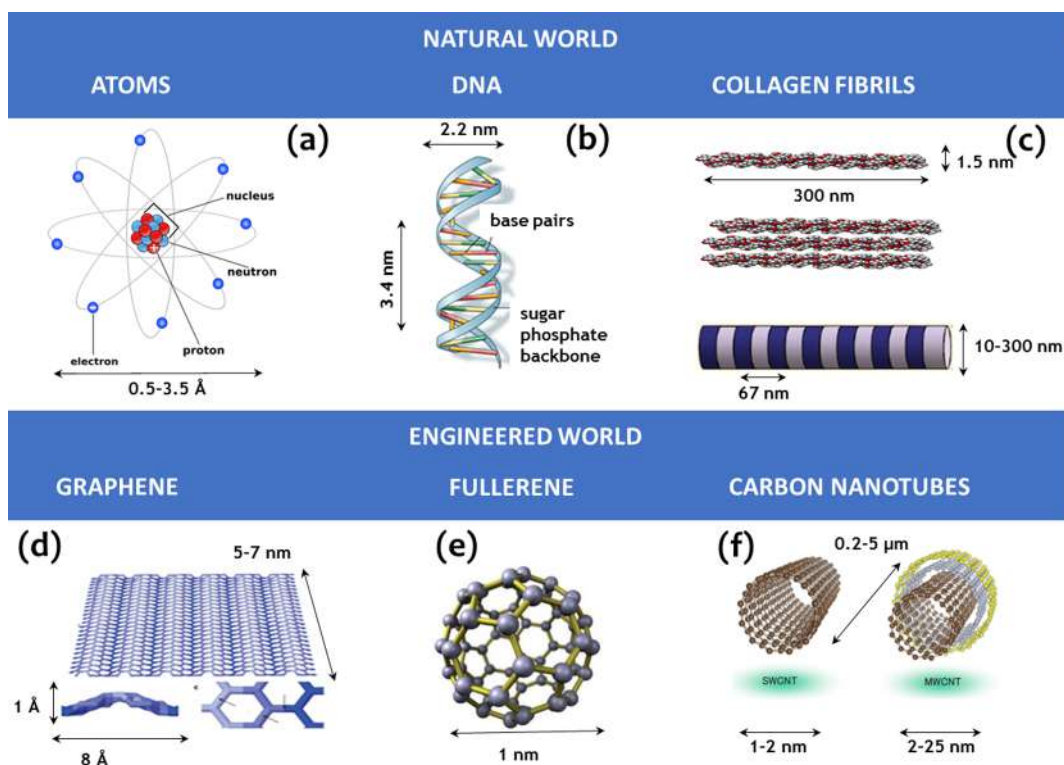 NATURAL WORLD
ATOMS
DNA
COLLAGEN FIBRILS
(a)
nucleus
neutron
proton
electron
0.5-3.5 Å
2.2 nm
(b)
base pairs
3.4 nm
sugar
phosphate
backbone
(c)
1.5 nm
300 nm
10-300 nm
67 nm
ENGINEERED WORLD
GRAPHENE
FULLERENE
CARBON NANOTUBES
(d)
5-7 nm
1 Å
8 Å
(e)
1 nm
(f)
0.2-5 μm
SWCNT
MWCNT
1-2 nm
2-25 nm